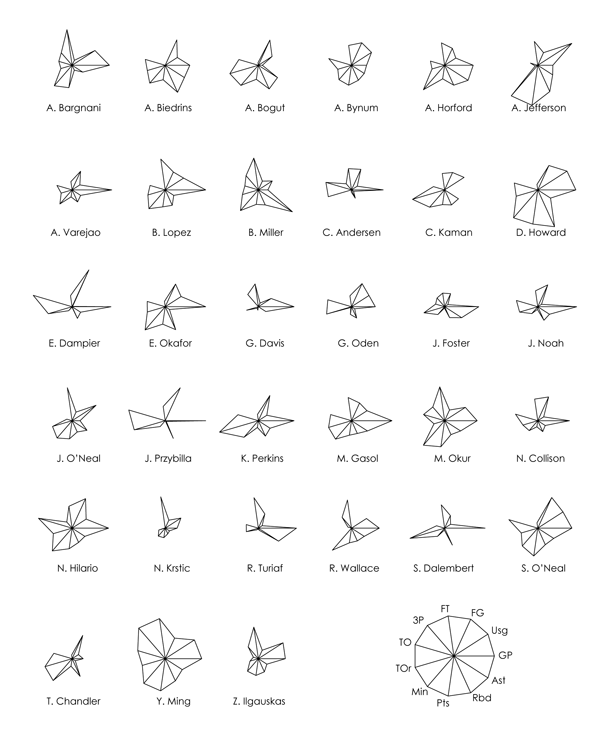 A. Bargnani
A. Biedrins
A. Bogut
A. Bynum
A. Horford
A. Jefferson
A. Varejao
B. Lopez
B. Miller
C. Andersen
C. Kaman
D. Howard
E. Dampier
E. Okafor
G. Davis
G. Oden
J. Foster
J. Noah
J. O'Neal
J. Przybilla
K. Perkins
M. Gasol
M. Okur
N. Collison
N. Hilario
N. Krstic
R. Turiaf
R. Wallace
S. Dalembert
S. O'Neal
T. Chandler
Y. Ming
Z. Ilgauskas
FT
FG
3P
Usg
TO
GP
TOr
Ast
Min
Rbd
Pts